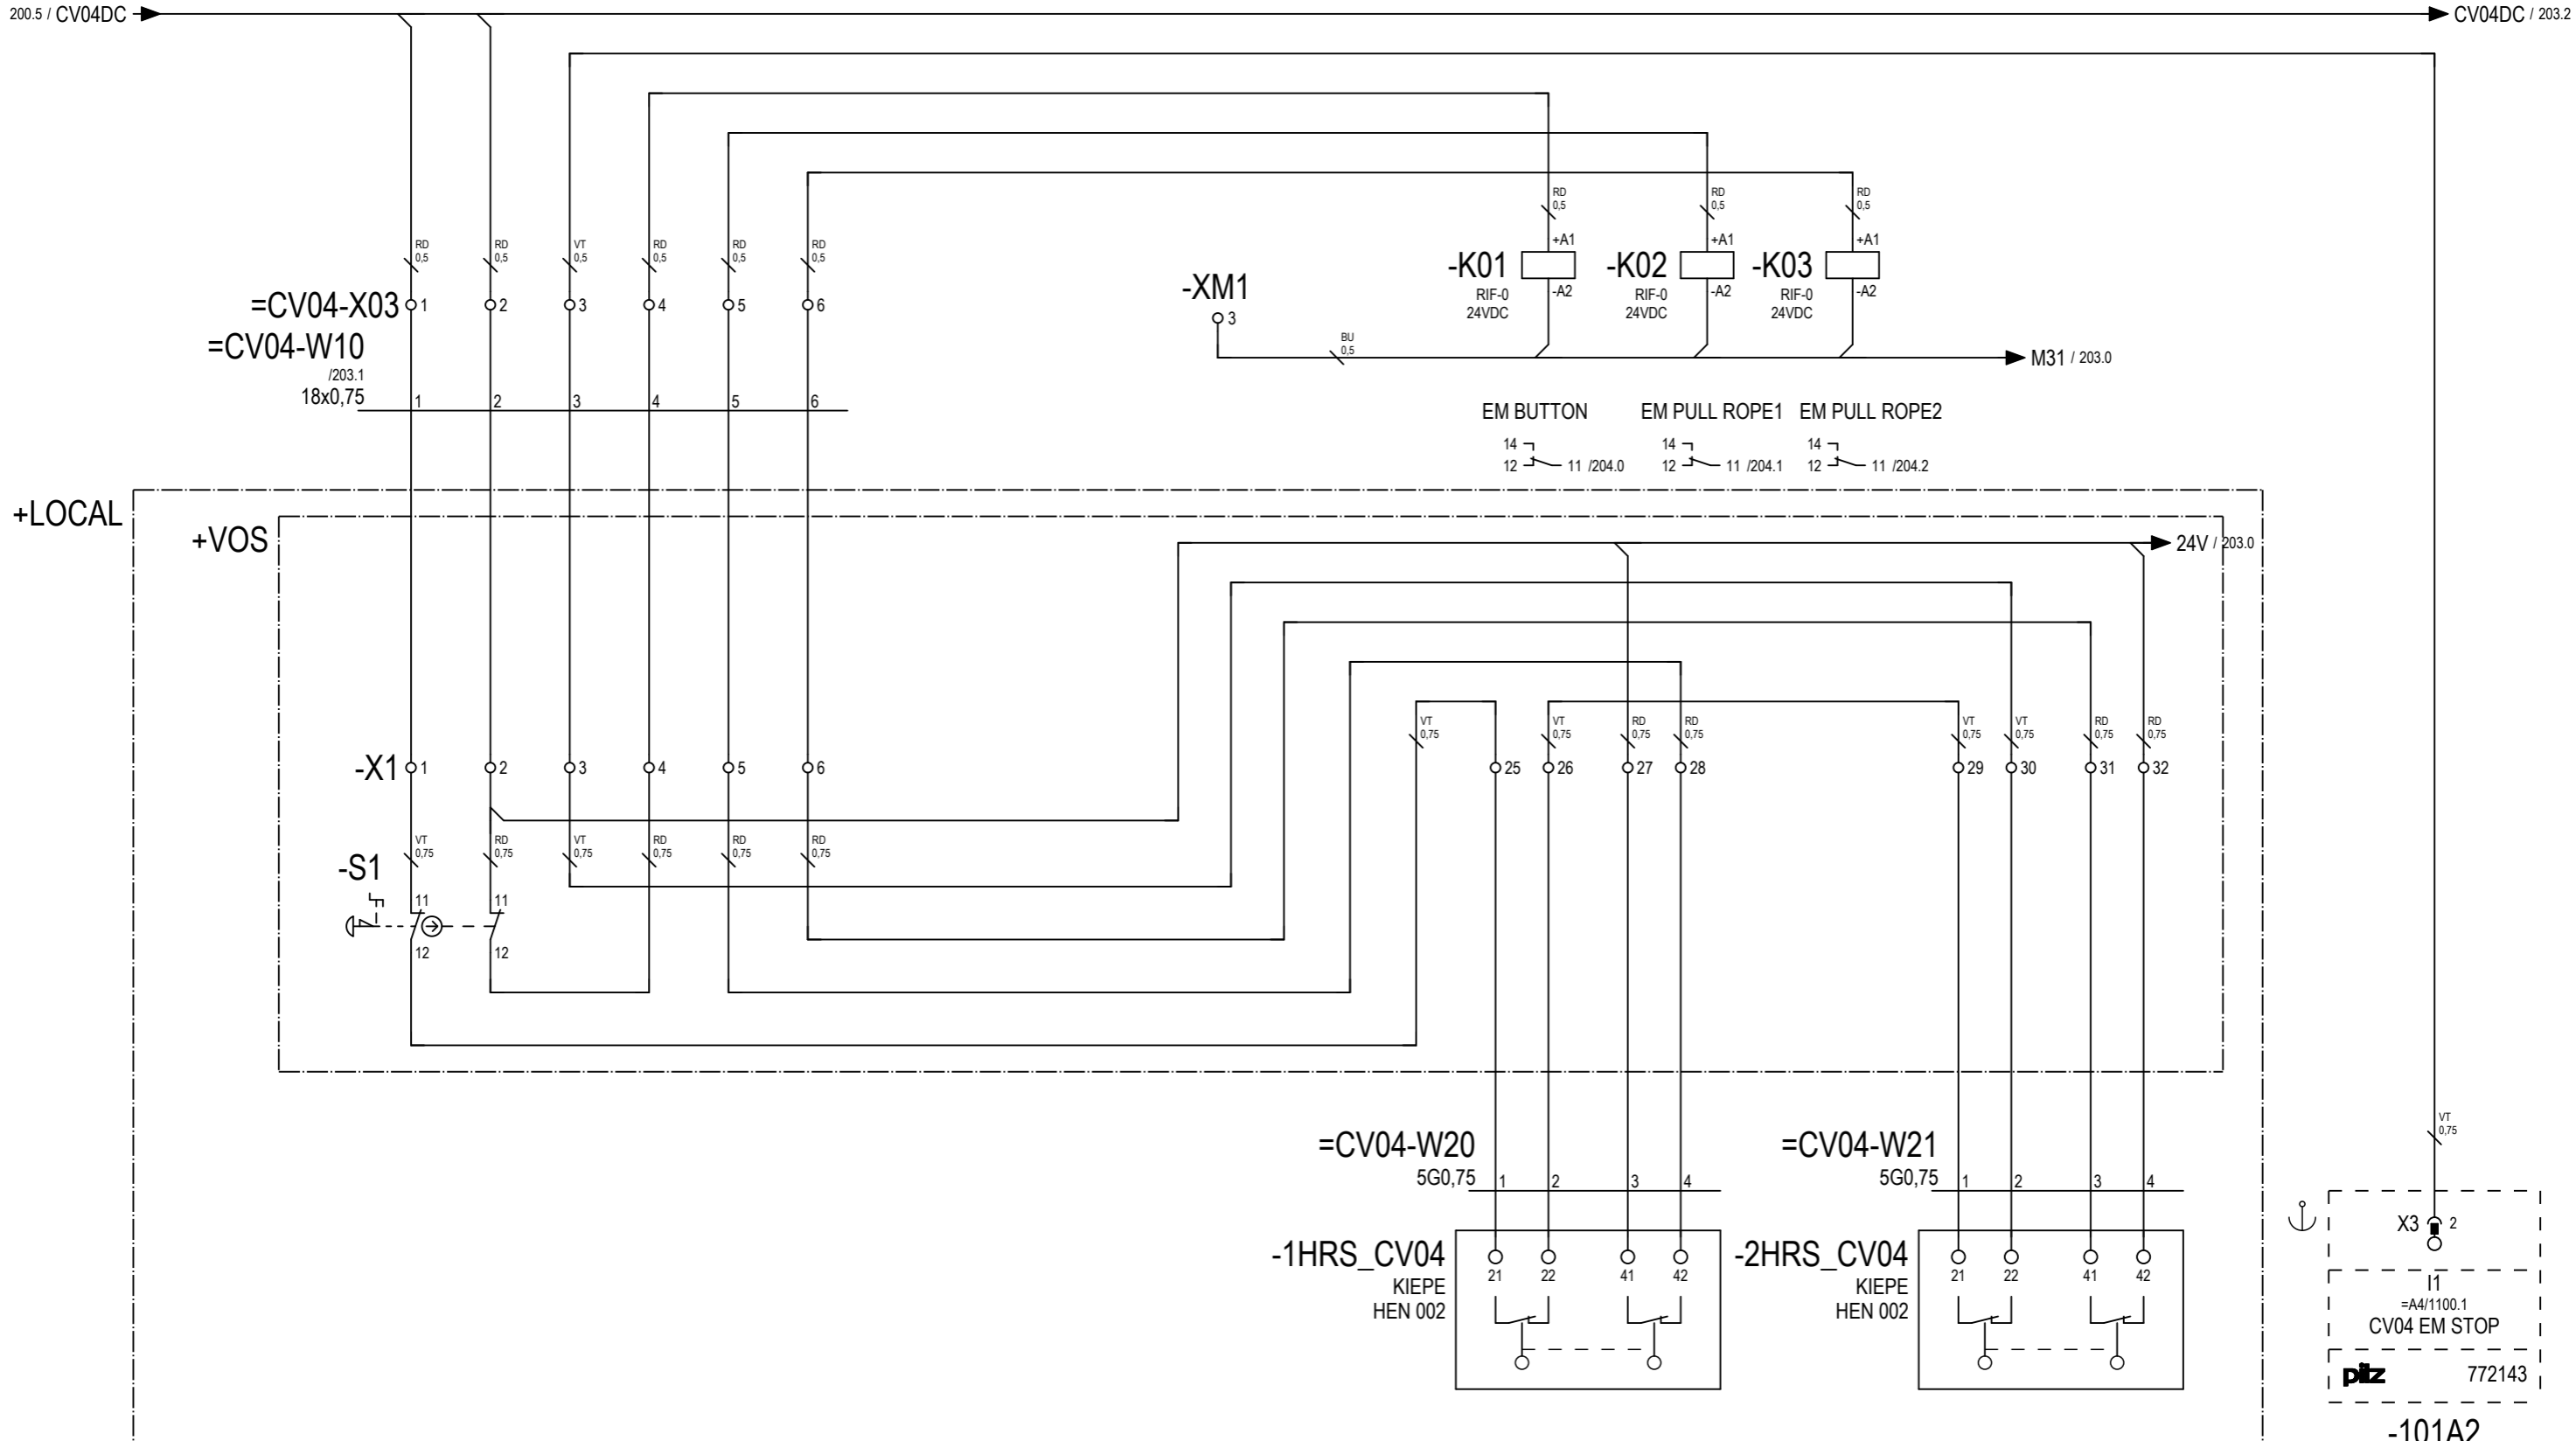 200.5 / CV04DC
CV04DC / 203.2
RD 0,5
RD 0,5
VT 0,5
RD 0,5
RD 0,5
RD 0,5
RD 0,5
RD 0,5
RD 0,5
=CV04-X03 1 2 3 4 5 6
=CV04-W10
/203.1
18x0,75 1 2 3 4 5 6
-XM1
3
BU 0,5
-K01 +A1
RIF-0 -A2
24VDC
-K02 +A1
RIF-0 -A2
24VDC
-K03 +A1
RIF-0 -A2
24VDC
M31 / 203.0
EM BUTTON EM PULL ROPE1 EM PULL ROPE2
14 14 14
12 11 /204.0 12 11 /204.1 12 11 /204.2
+LOCAL
+VOS
24V / 203.0
VT 0,75
VT 0,75
RD 0,75
RD 0,75
VT 0,75
VT 0,75
RD 0,75
RD 0,75
-X1 1 2 3 4 5 6 25 26 27 28 29 30 31 32
VT 0,75
RD 0,75
VT 0,75
RD 0,75
RD 0,75
RD 0,75
-S1
11 11
12 12
=CV04-W20
5G0,75 1 2 3 4
=CV04-W21
5G0,75 1 2 3 4
-1HRS_CV04
KIEPE
HEN 002
21 22 41 42
-2HRS_CV04
KIEPE
HEN 002
21 22 41 42
VT 0,75
X3 2
I1
=A4/1100.1
CV04 EM STOP
pilz 772143
-101A2